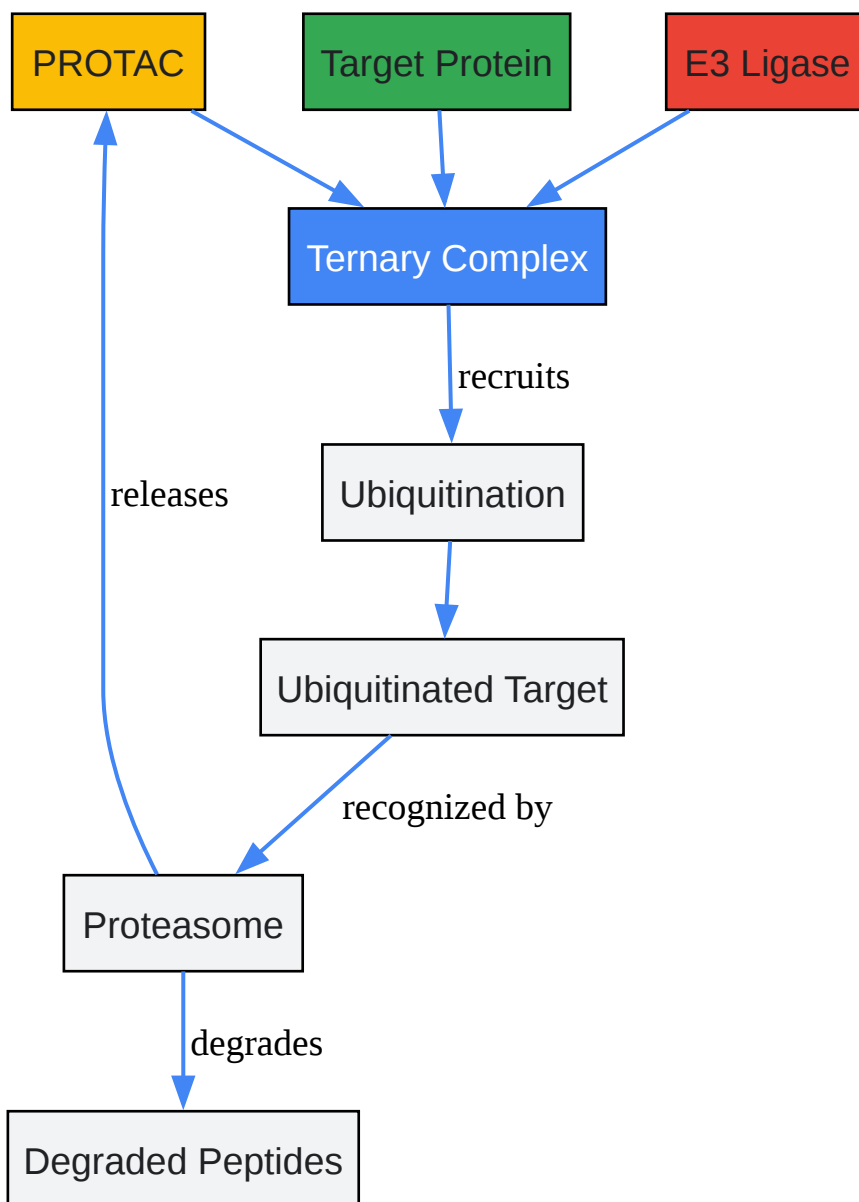 PROTAC
Target Protein
E3 Ligase
Ternary Complex
recruits
Ubiquitination
releases
Ubiquitinated Target
recognized by
Proteasome
degrades
Degraded Peptides